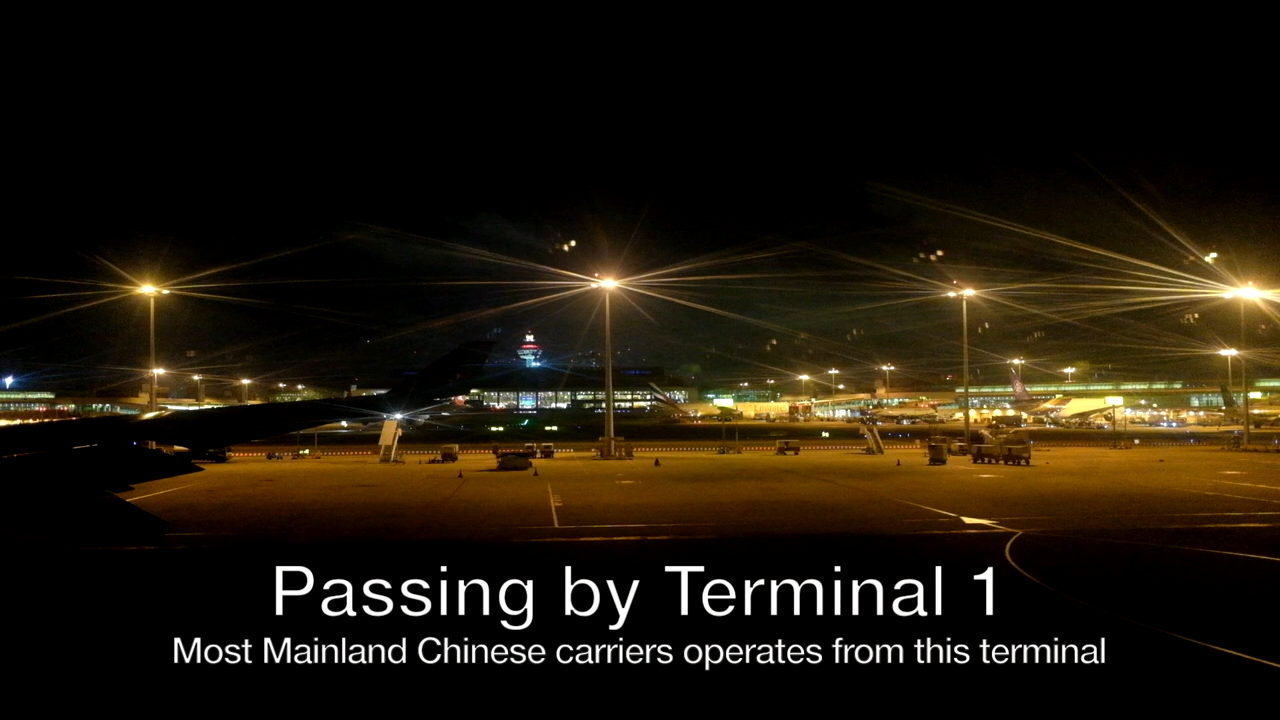 Passing by Terminal 1
Most Mainland Chinese carriers operates from this terminal